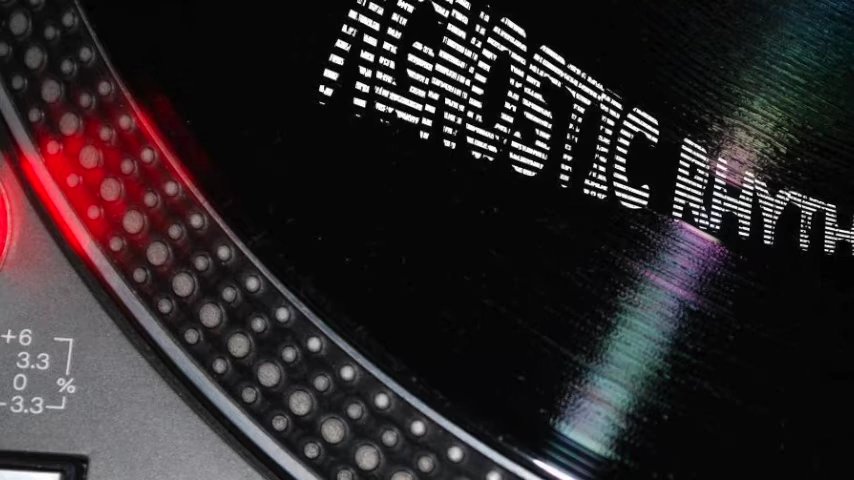 AGNOSTIC RHYTH
+6
3.3
0 %
-3.3